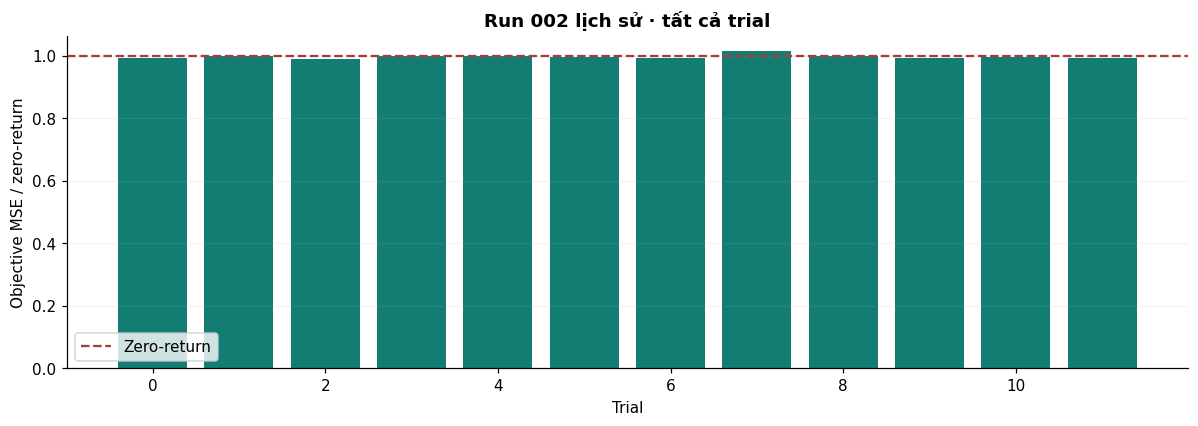 Run 002 lịch sử · tất cả trial
Objective MSE / zero-return
1.0
0.8
0.6
0.4
0.2
0.0
Zero-return
0 2 4 6 8 10
Trial